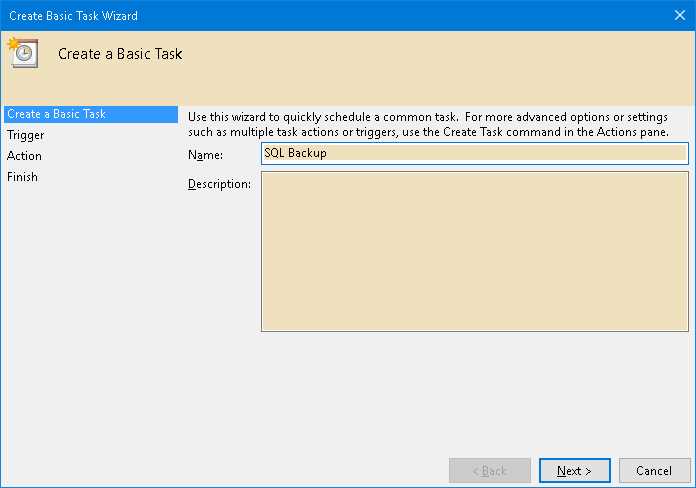 Create Basic Task Wizard
Create a Basic Task
Create a Basic Task
Trigger
Action
Finish
Use this wizard to quickly schedule a common task.  For more advanced options or settings
such as multiple task actions or triggers, use the Create Task command in the Actions pane.
Name: SQL Backup
Description:
< Back Next > Cancel